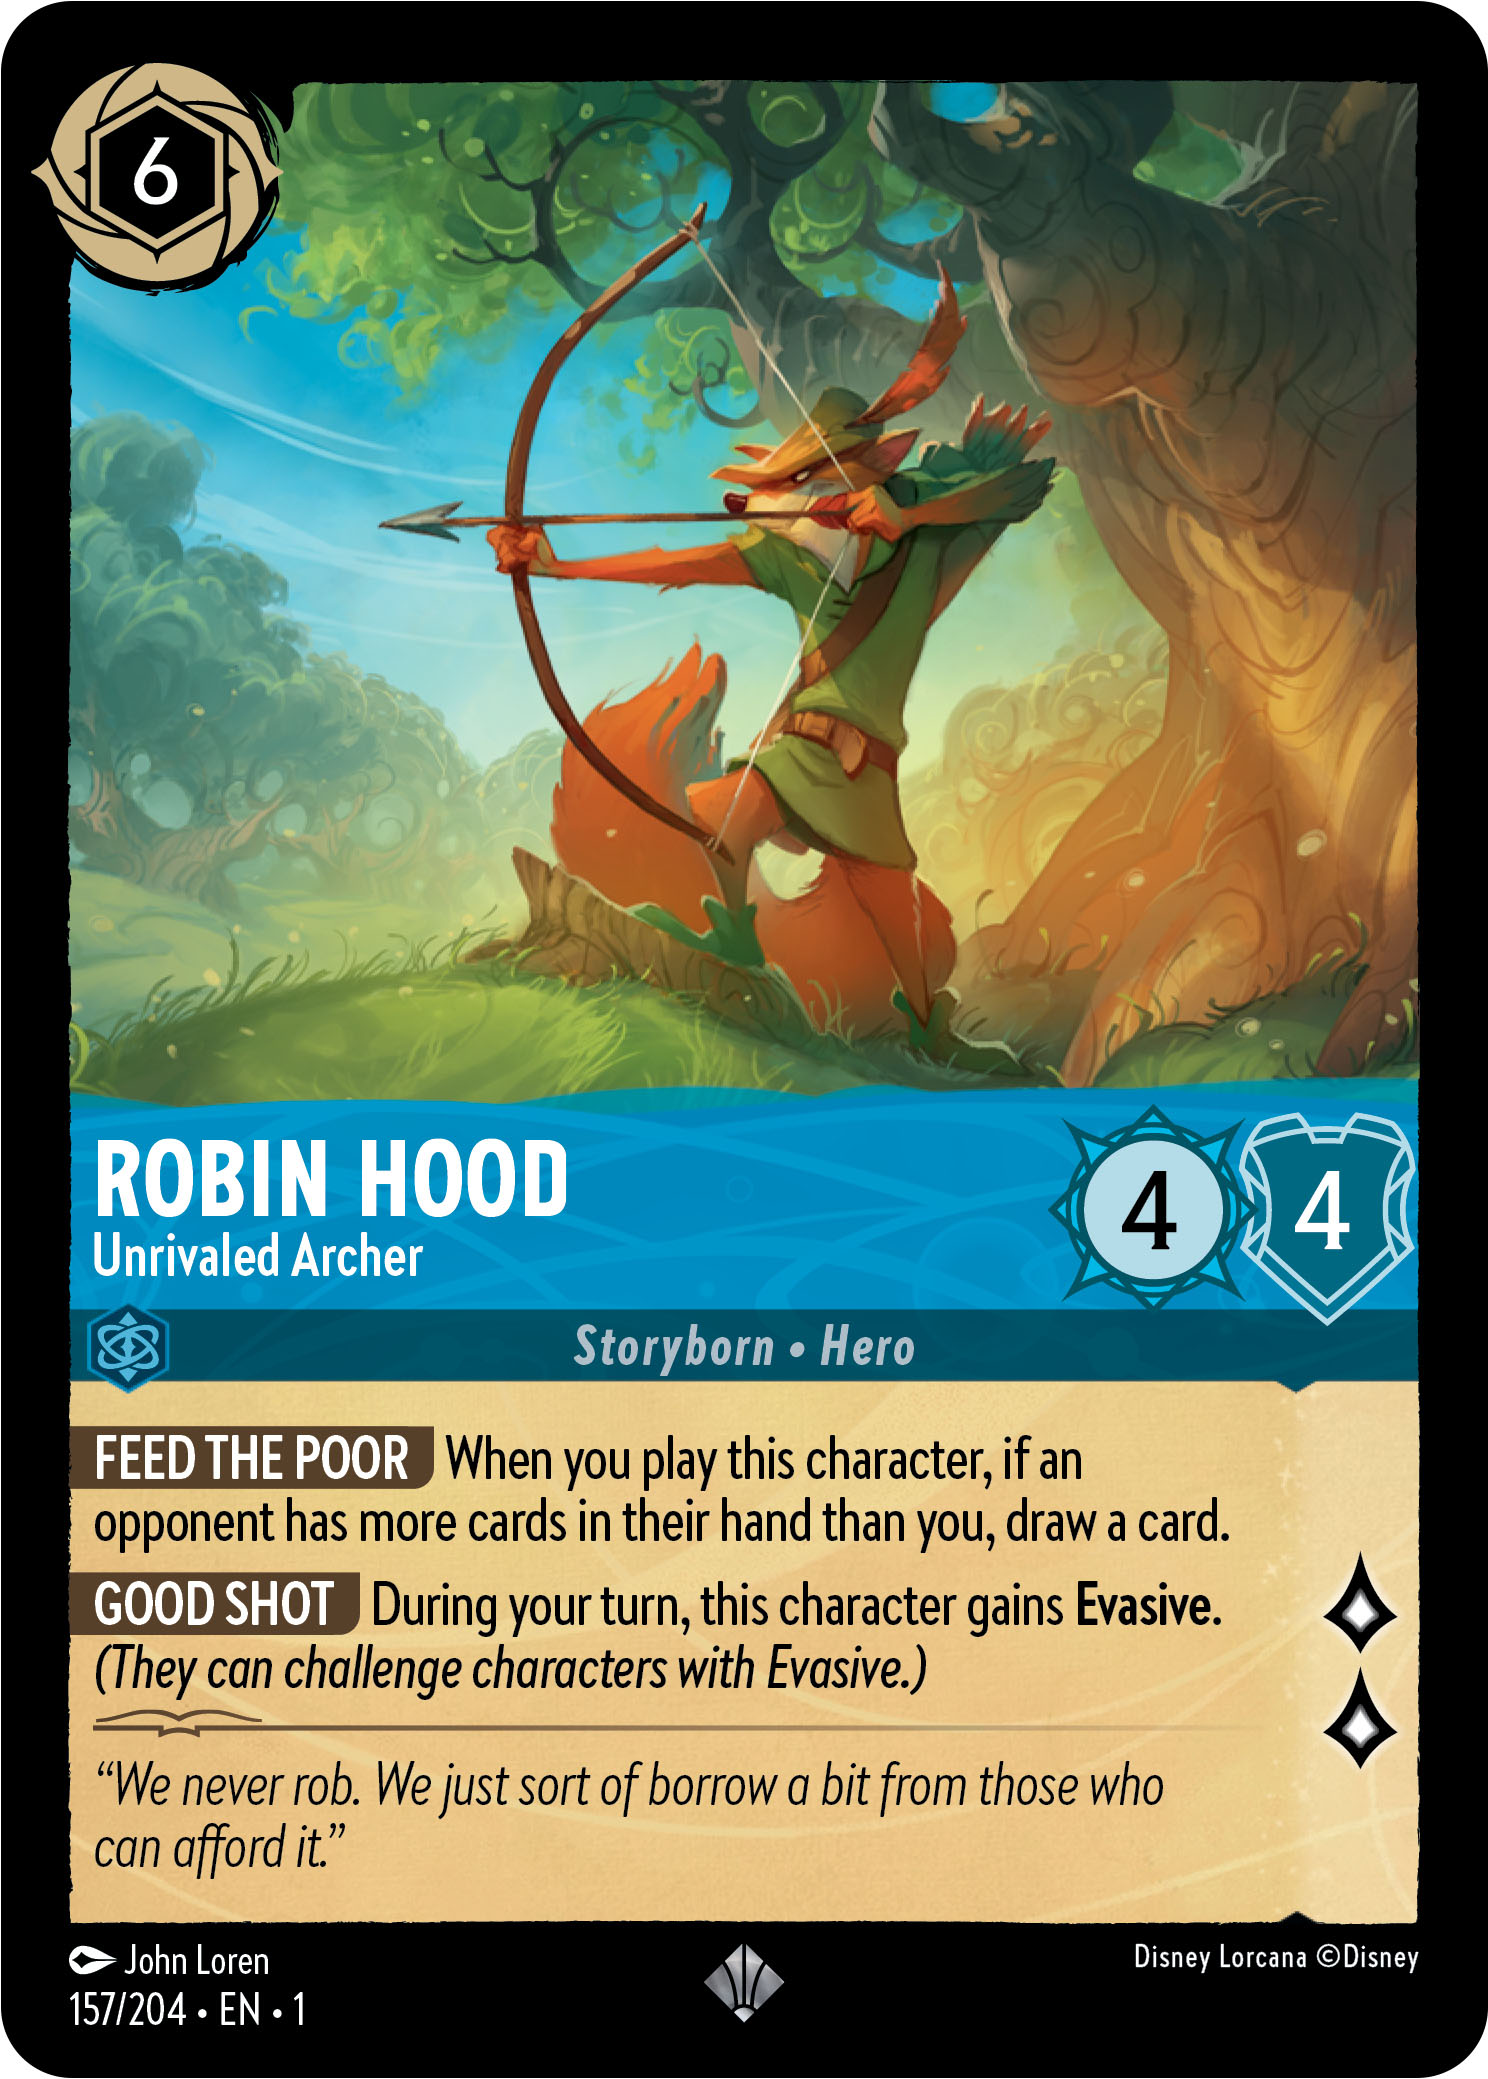 6
ROBIN HOOD
Unrivaled Archer
4 4
Storyborn • Hero
FEED THE POOR When you play this character, if an
opponent has more cards in their hand than you, draw a card.
GOOD SHOT During your turn, this character gains Evasive.
(They can challenge characters with Evasive.)
“We never rob. We just sort of borrow a bit from those who
can afford it.”
John Loren
Disney Lorcana ©Disney
157/204 • EN • 1